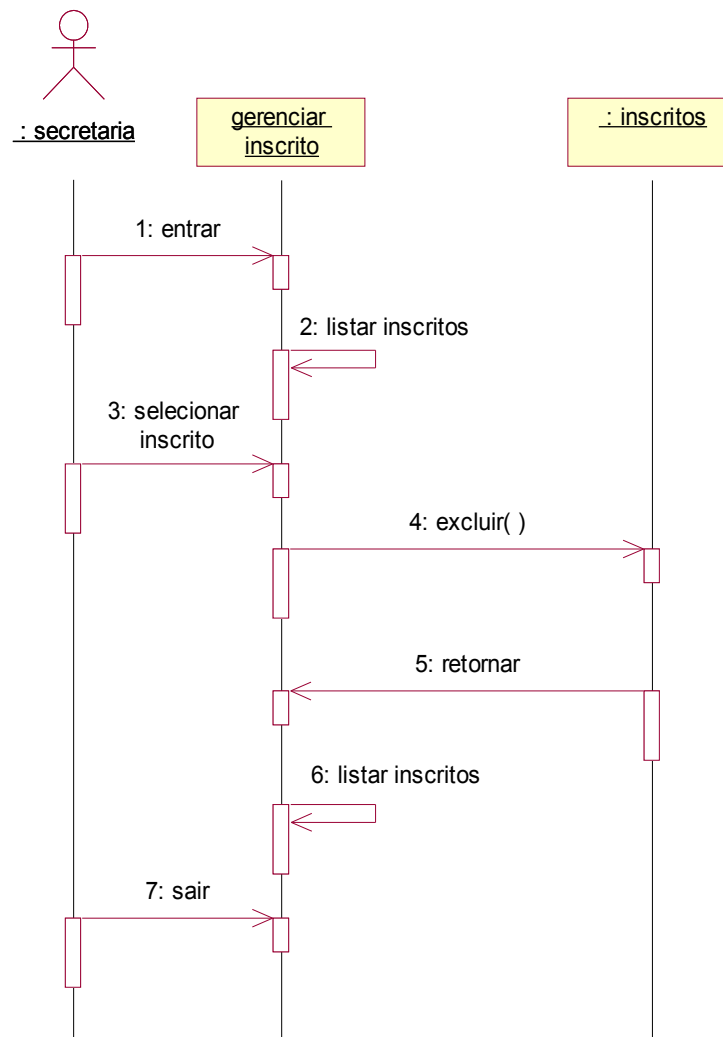 : secretaria
gerenciar
inscrito
: inscritos
1: entrar
2: listar inscritos
3: selecionar
inscrito
4: excluir( )
5: retornar
6: listar inscritos
7: sair